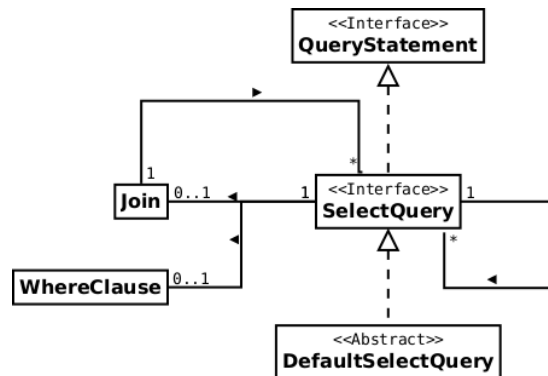 <<Interface>>
QueryStatement
1
*
Join
0..1
1
<<Interface>>
SelectQuery
1
*
WhereClause
0..1
<<Abstract>>
DefaultSelectQuery